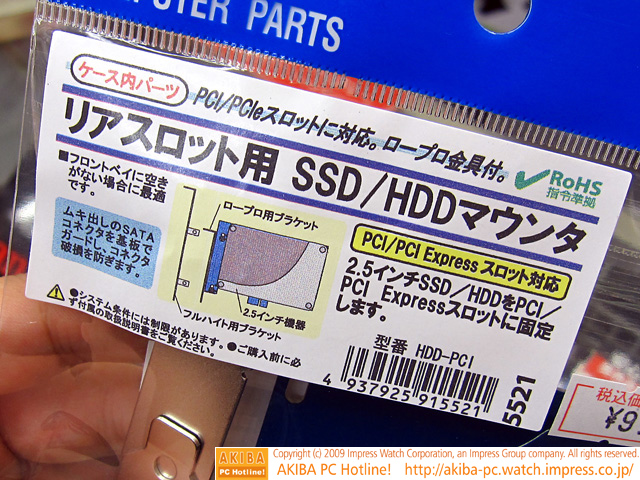 PUTER PARTS
ケース内パーツ
PCI/PCIeスロットに対応。ロープロ金具付。
リアスロット用 SSD/HDDマウンタ
RoHS
指令準拠
■フロントベイに空き
がない場合に最適
です。
ムキ出しのSATA
コネクタを基板で
ガードし、コネクタ
破損を防ぎます。
ロープロ用ブラケット
2.5インチ機器
フルハイト用ブラケット
PCI/PCI Express スロット対応
2.5インチSSD/HDDをPCI/
PCI Expressスロットに固定
します。
●システム条件には制限があります。●ご購入前に必
ず付属の取扱説明書をご覧ください。
型番 HDD-PCI
4 937925 915521
5521
税込価
¥9
AKIBA
PC Hotline!
Copyright (c) 2009 Impress Watch Corporation, an Impress Group company. All rights reserved.
AKIBA PC Hotline! http://akiba-pc.watch.impress.co.jp/